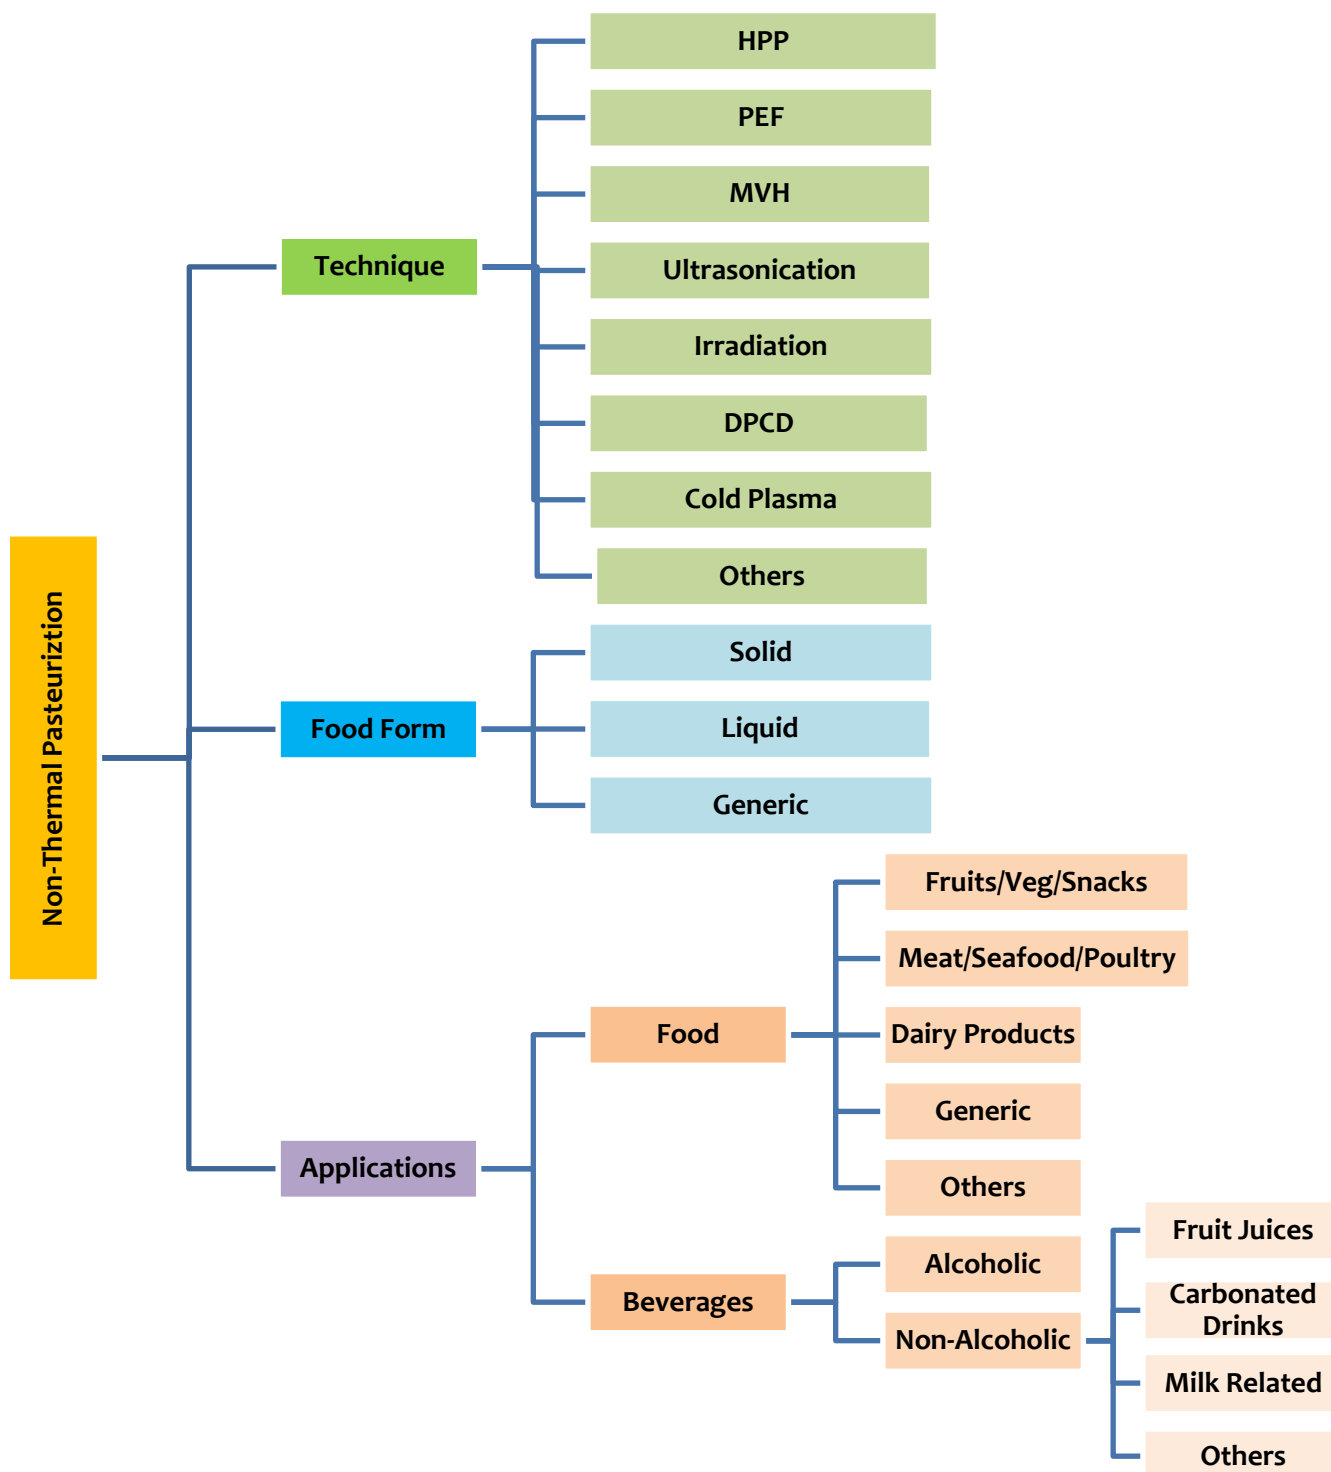 Non-Thermal Pasteuriztion
Technique
HPP
PEF
MVH
Ultrasonication
Irradiation
DPCD
Cold Plasma
Others
Food Form
Solid
Liquid
Generic
Applications
Food
Fruits/Veg/Snacks
Meat/Seafood/Poultry
Dairy Products
Generic
Others
Beverages
Alcoholic
Non-Alcoholic
Fruit Juices
Carbonated
Drinks
Milk Related
Others